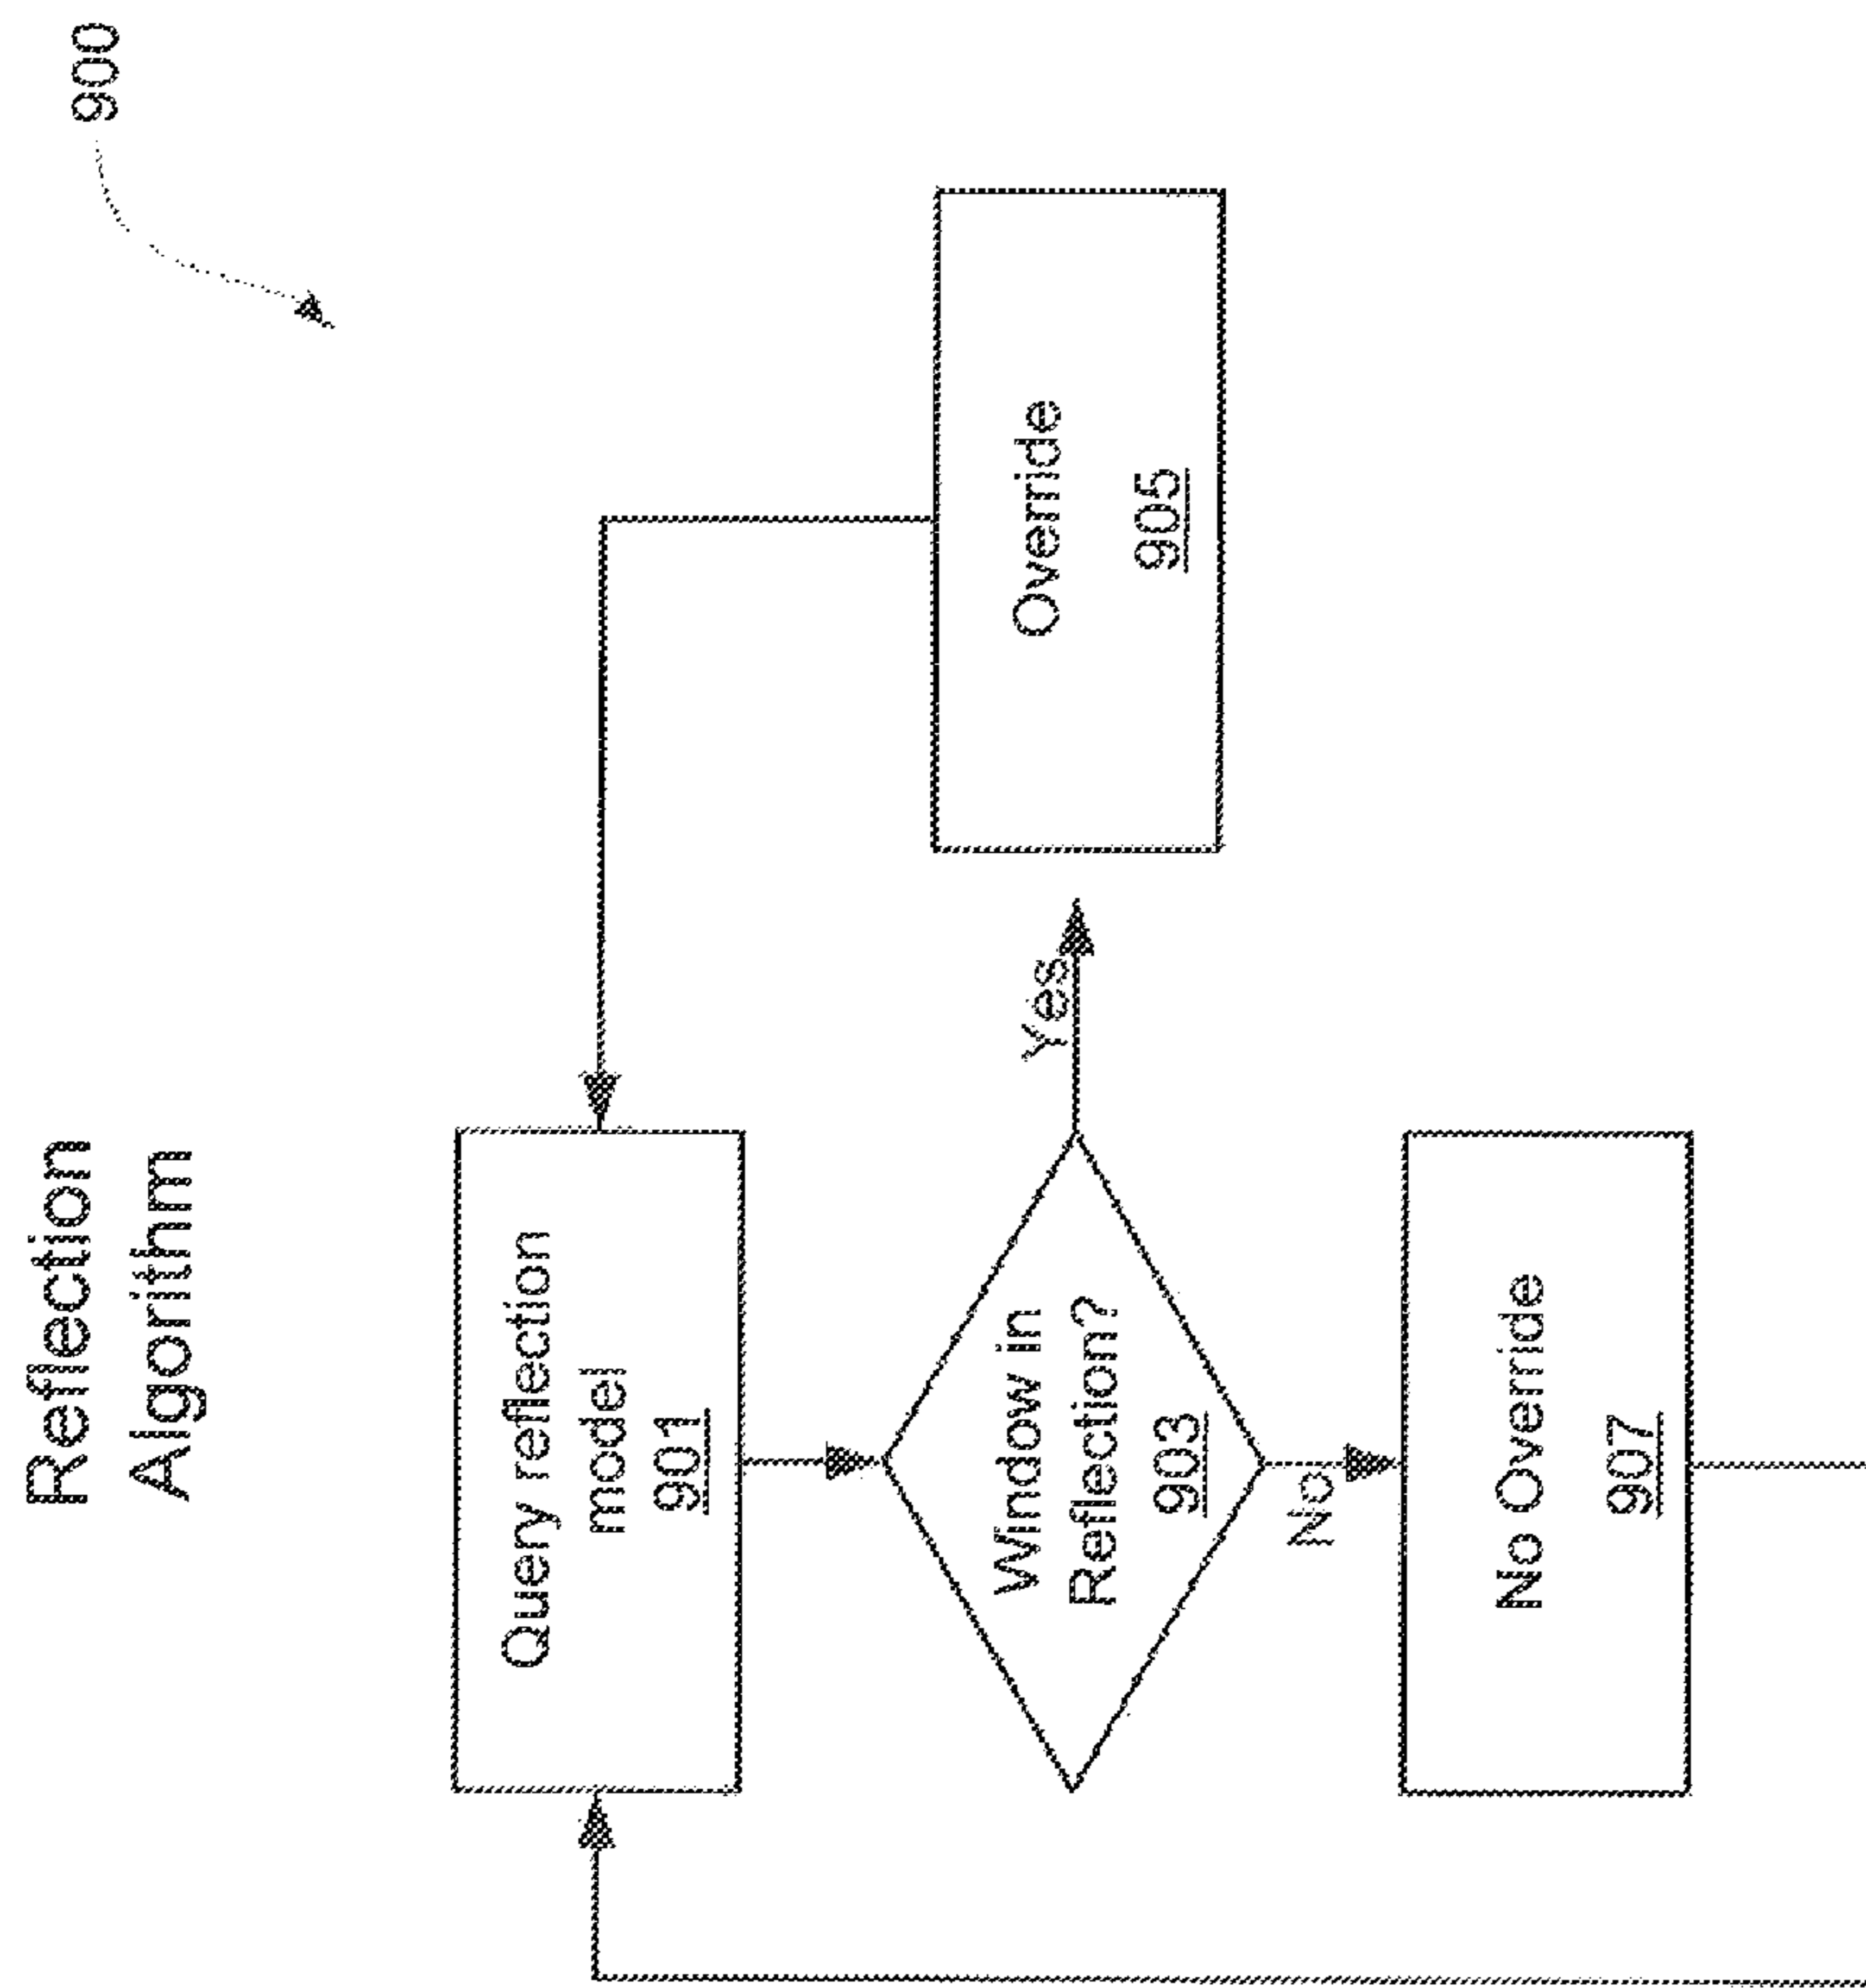 Reflection
Algorithm
900
Query reflection
model
901
Window in
Reflection?
903
Yes
Override
905
No
No Override
907